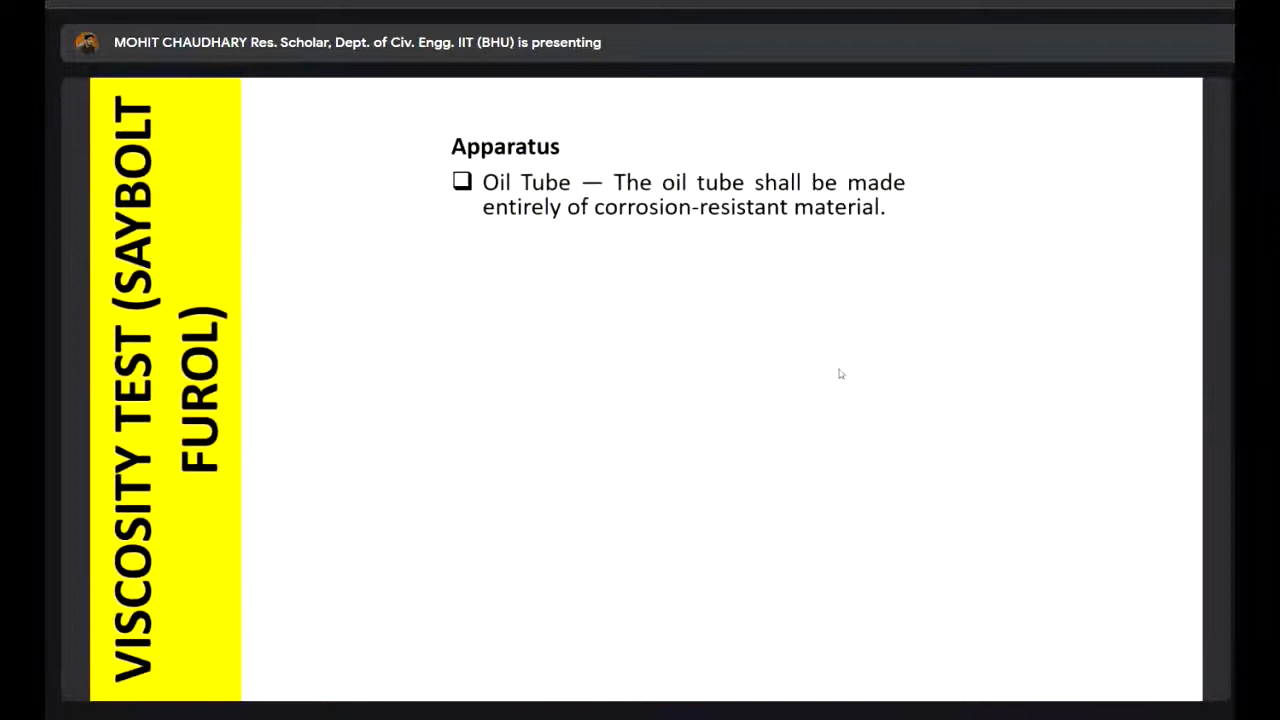 MOHIT CHAUDHARY Res. Scholar, Dept. of Civ. Engg. IIT (BHU) is presenting
VISCOSITY TEST (SAYBOLT
FUROL)
Apparatus
Oil Tube — The oil tube shall be made
entirely of corrosion-resistant material.